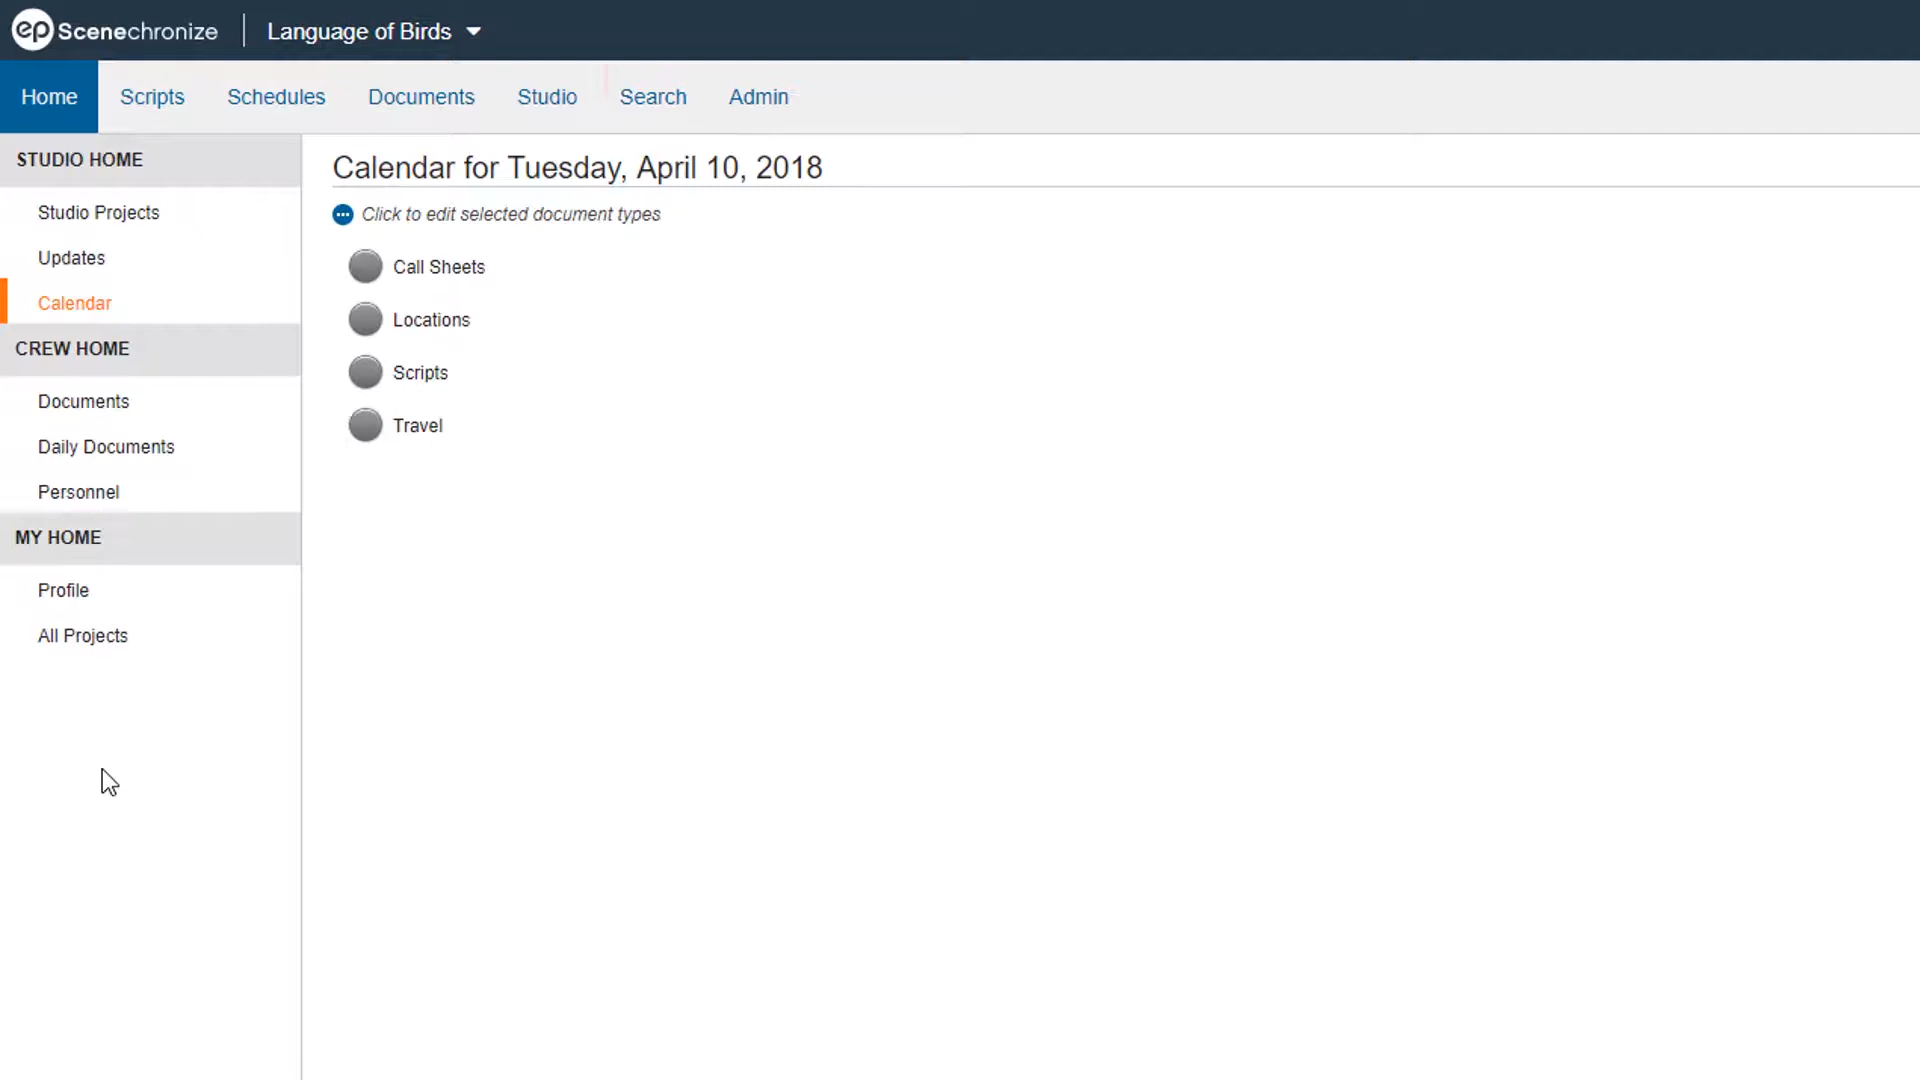 ep Scenechronize
Language of Birds
Home
Scripts
Schedules
Documents
Studio
Search
Admin
STUDIO HOME
Studio Projects
Updates
Calendar
CREW HOME
Documents
Daily Documents
Personnel
MY HOME
Profile
All Projects
Calendar for Tuesday, April 10, 2018
Click to edit selected document types
Call Sheets
Locations
Scripts
Travel